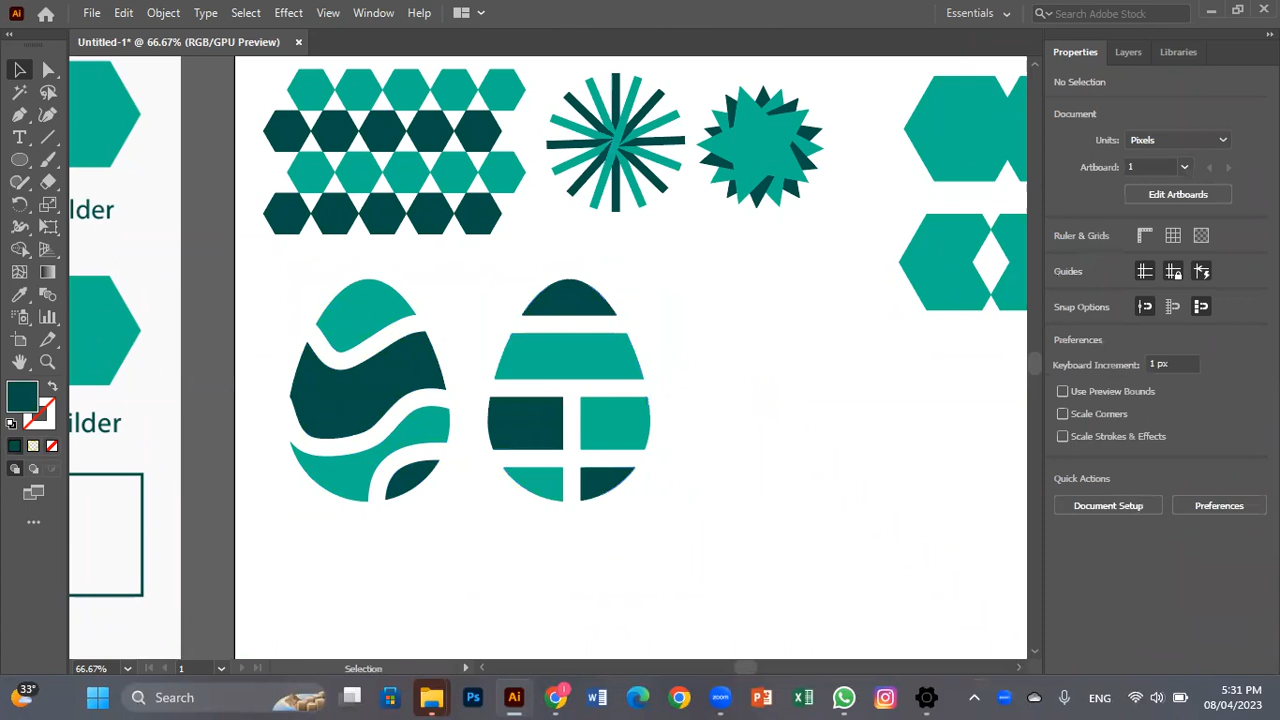 Ai File Edit Object Type Select Effect View Window Help Essentials Search Adobe Stock
Untitled-1* @ 66.67% (RGB/GPU Preview) ×
Properties Layers Libraries
No Selection
Document
Units: Pixels
Artboard: 1
Edit Artboards
Ruler & Grids
Guides
Snap Options
Preferences
Keyboard Increment: 1 px
Use Preview Bounds
Scale Corners
Scale Strokes & Effects
Quick Actions
Document Setup Preferences
lder
ilder
66.67% 1 Selection
33° Search Ps Ai ENG 5:31 PM
08/04/2023